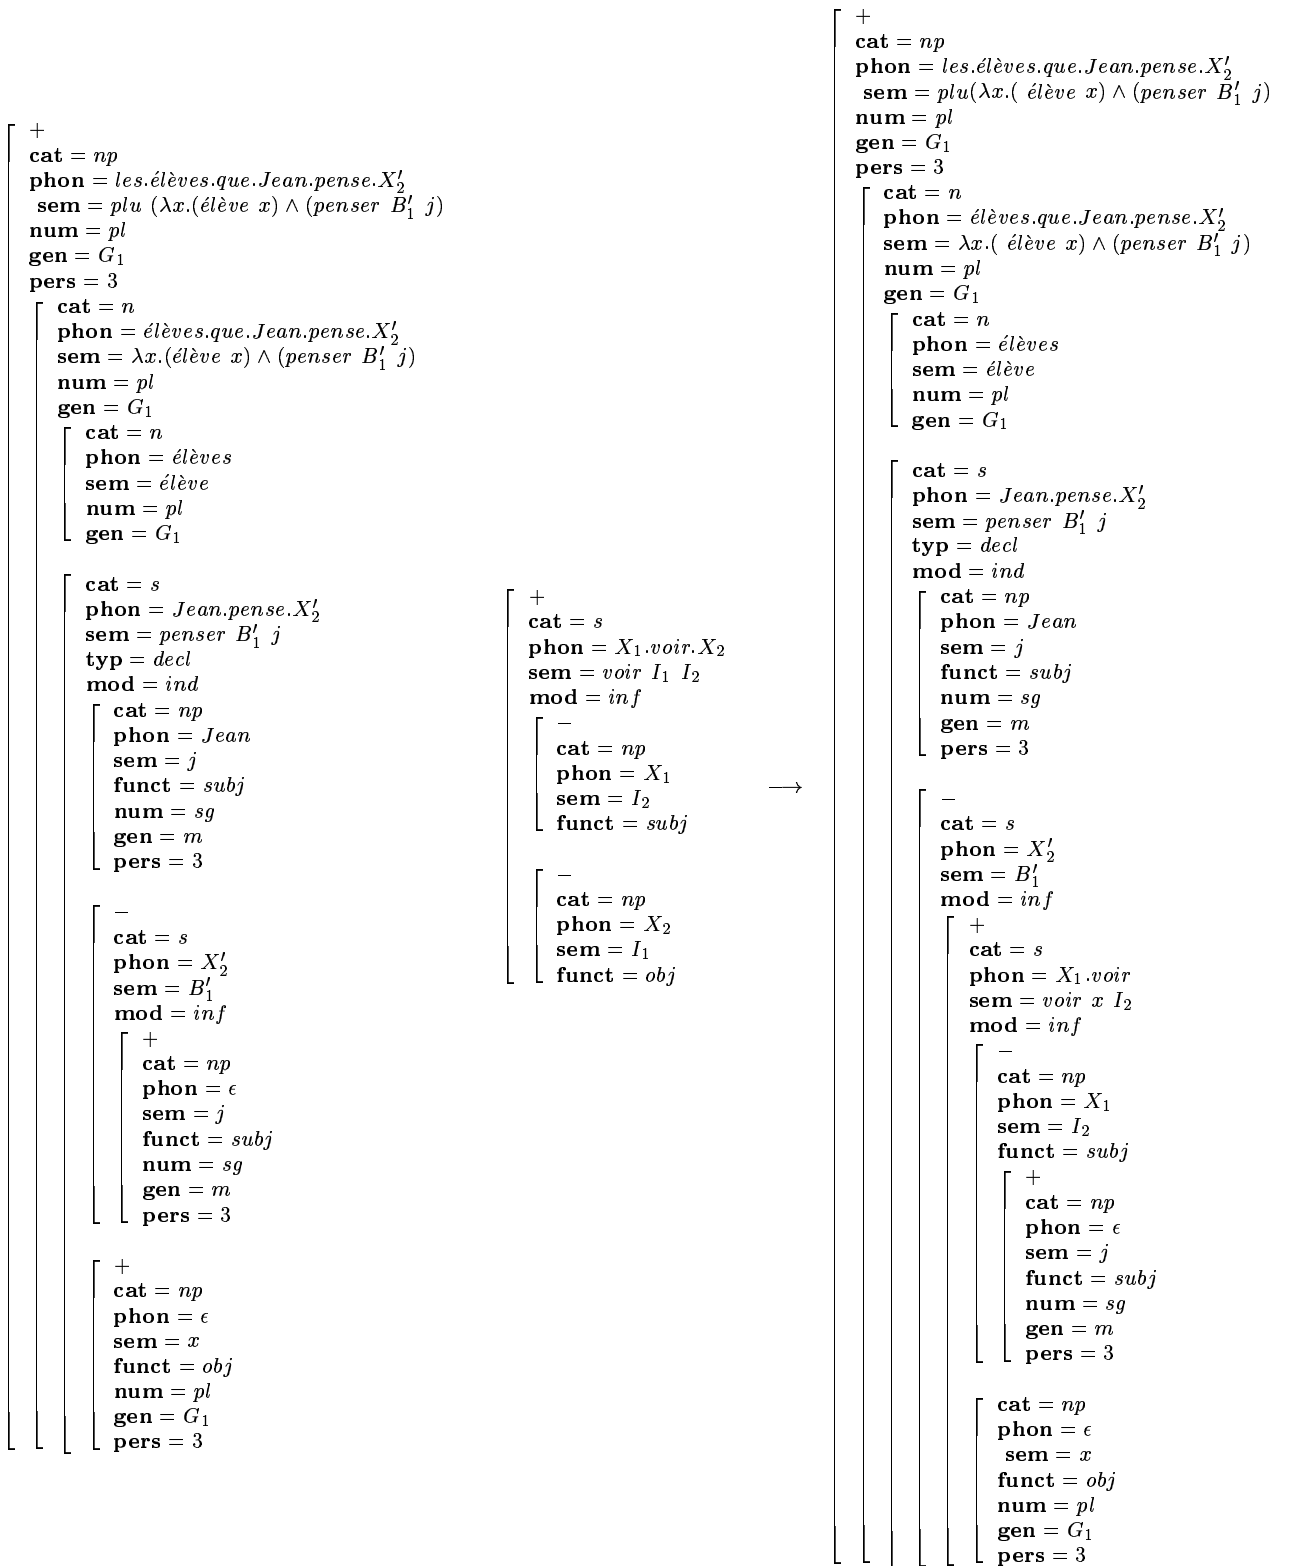 +
cat = np
phon = les.élèves.que.Jean.pense.X′₂
sem = plu (λx.(élève x) ∧ (penser B′₁ j)
num = pl
gen = G₁
pers = 3
cat = n
phon = élèves.que.Jean.pense.X′₂
sem = λx.(élève x) ∧ (penser B′₁ j)
num = pl
gen = G₁
cat = n
phon = élèves
sem = élève
num = pl
gen = G₁
cat = s
phon = Jean.pense.X′₂
sem = penser B′₁ j
typ = decl
mod = ind
cat = np
phon = Jean
sem = j
funct = subj
num = sg
gen = m
pers = 3
−
cat = s
phon = X′₂
sem = B′₁
mod = inf
+
cat = np
phon = ϵ
sem = j
funct = subj
num = sg
gen = m
pers = 3
+
cat = np
phon = ϵ
sem = x
funct = obj
num = pl
gen = G₁
pers = 3
+
cat = s
phon = X₁.voir.X₂
sem = voir I₁ I₂
mod = inf
−
cat = np
phon = X₁
sem = I₂
funct = subj
−
cat = np
phon = X₂
sem = I₁
funct = obj
⟶
+
cat = np
phon = les.élèves.que.Jean.pense.X′₂
sem = plu(λx.( élève x) ∧ (penser B′₁ j)
num = pl
gen = G₁
pers = 3
cat = n
phon = élèves.que.Jean.pense.X′₂
sem = λx.( élève x) ∧ (penser B′₁ j)
num = pl
gen = G₁
cat = n
phon = élèves
sem = élève
num = pl
gen = G₁
cat = s
phon = Jean.pense.X′₂
sem = penser B′₁ j
typ = decl
mod = ind
cat = np
phon = Jean
sem = j
funct = subj
num = sg
gen = m
pers = 3
−
cat = s
phon = X′₂
sem = B′₁
mod = inf
+
cat = s
phon = X₁.voir
sem = voir x I₂
mod = inf
−
cat = np
phon = X₁
sem = I₂
funct = subj
+
cat = np
phon = ϵ
sem = j
funct = subj
num = sg
gen = m
pers = 3
cat = np
phon = ϵ
sem = x
funct = obj
num = pl
gen = G₁
pers = 3